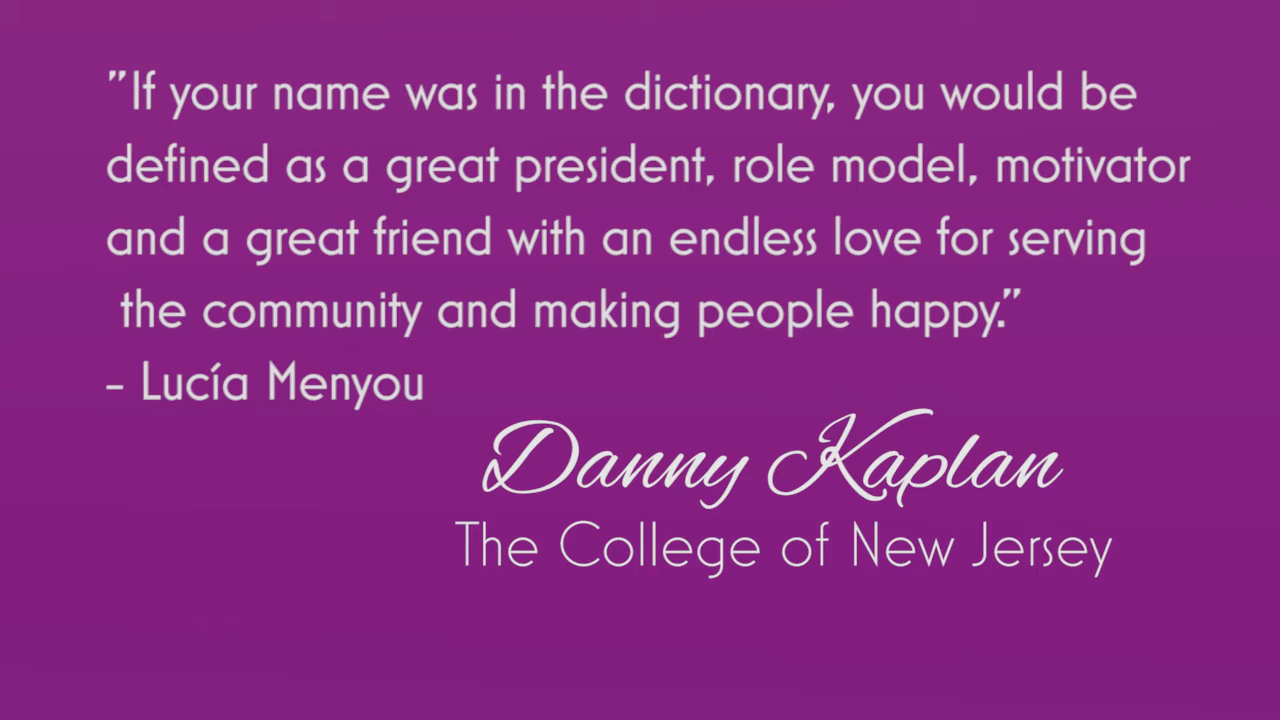 "If your name was in the dictionary, you would be
defined as a great president, role model, motivator
and a great friend with an endless love for serving
the community and making people happy."
- Lucía Menyou
Danny Kaplan
The College of New Jersey